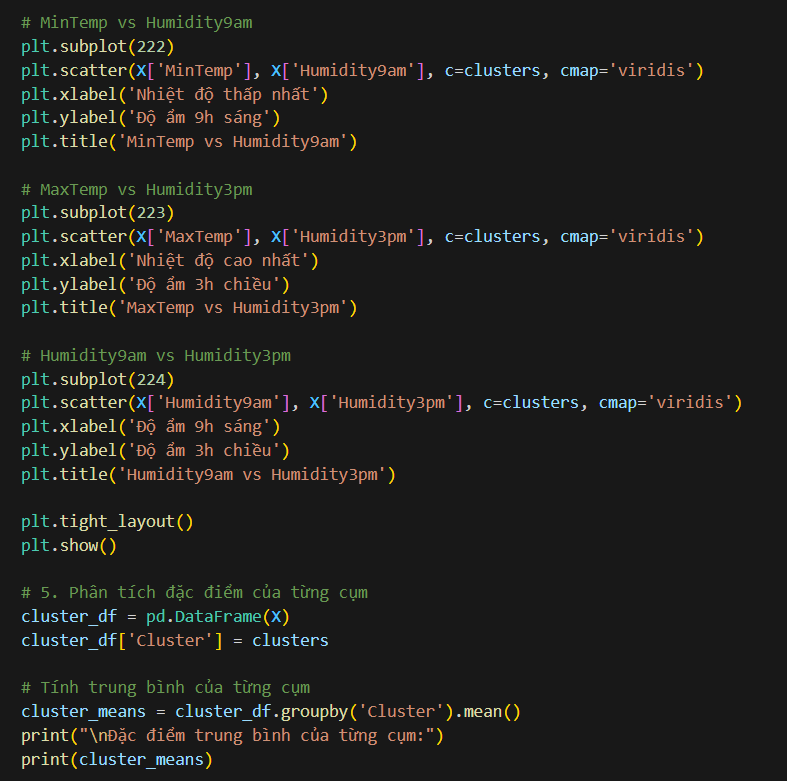 # MinTemp vs Humidity9am
plt.subplot(222)
plt.scatter(X['MinTemp'], X['Humidity9am'], c=clusters, cmap='viridis')
plt.xlabel('Nhiệt độ thấp nhất')
plt.ylabel('Độ ẩm 9h sáng')
plt.title('MinTemp vs Humidity9am')

# MaxTemp vs Humidity3pm
plt.subplot(223)
plt.scatter(X['MaxTemp'], X['Humidity3pm'], c=clusters, cmap='viridis')
plt.xlabel('Nhiệt độ cao nhất')
plt.ylabel('Độ ẩm 3h chiều')
plt.title('MaxTemp vs Humidity3pm')

# Humidity9am vs Humidity3pm
plt.subplot(224)
plt.scatter(X['Humidity9am'], X['Humidity3pm'], c=clusters, cmap='viridis')
plt.xlabel('Độ ẩm 9h sáng')
plt.ylabel('Độ ẩm 3h chiều')
plt.title('Humidity9am vs Humidity3pm')

plt.tight_layout()
plt.show()

# 5. Phân tích đặc điểm của từng cụm
cluster_df = pd.DataFrame(X)
cluster_df['Cluster'] = clusters

# Tính trung bình của từng cụm
cluster_means = cluster_df.groupby('Cluster').mean()
print("\nĐặc điểm trung bình của từng cụm:")
print(cluster_means)